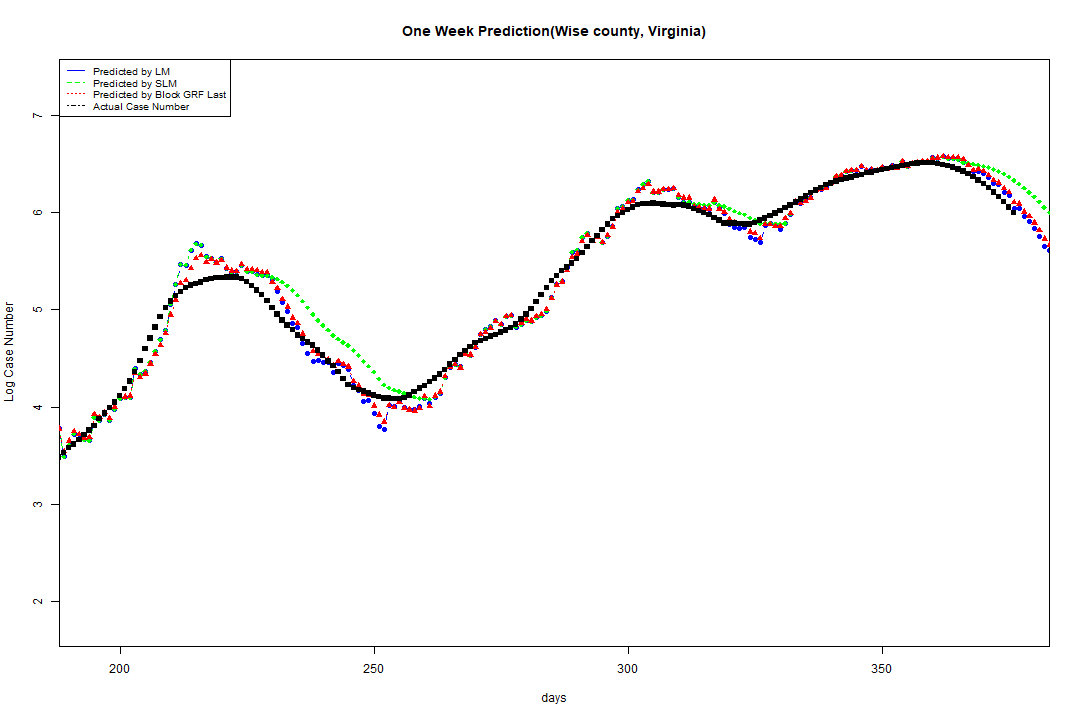 One Week Prediction(Wise county, Virginia)
Predicted by LM
Predicted by SLM
Predicted by Block GRF Last
Actual Case Number
7
6
5
4
3
2
Log Case Number
200 250 300 350
days